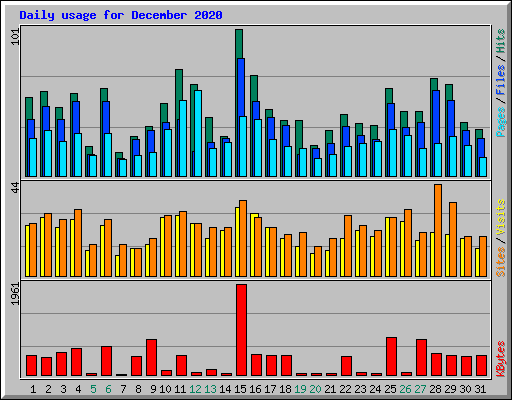 Daily usage for December 2020
101
Pages / Files / Hits
44
Sites / Visits
1961
KBytes
1 2 3 4 5 6 7 8 9 10 11 12 13 14 15 16 17 18 19 20 21 22 23 24 25 26 27 28 29 30 31